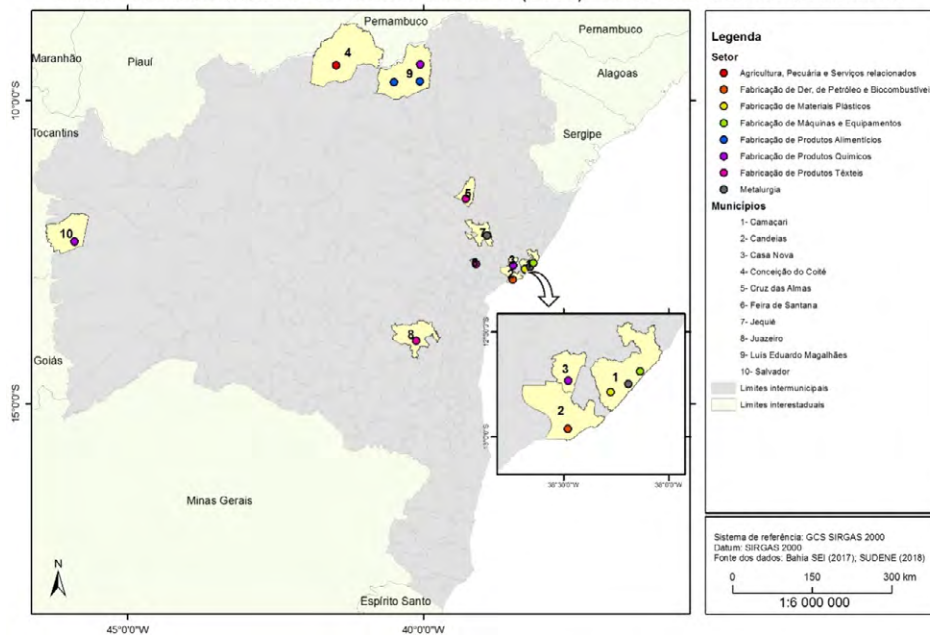 Pernambuco
Pernambuco
Maranhão
Piauí
Alagoas
Tocantins
Sergipe
Goiás
Minas Gerais
Espírito Santo
10°0'0"S
15°0'0"S
45°0'0"W
40°0'0"W
4
9
5
7
10
8
3
1
2
38°30'0"W
38°0'0"W
N
Legenda
Setor
Agricultura, Pecuária e Serviços relacionados
Fabricação de Der, de Petróleo e Biocombustívei
Fabricação de Materiais Plásticos
Fabricação de Máquinas e Equipamentos
Fabricação de Produtos Alimentícios
Fabricação de Produtos Químicos
Fabricação de Produtos Têxteis
Metalurgia
Municípios
1- Camaçari
2- Candeias
3- Casa Nova
4- Conceição do Coité
5- Cruz das Almas
6- Feira de Santana
7- Jequié
8- Juazeiro
9- Luís Eduardo Magalhães
10- Salvador
Limites intermunicipais
Limites interestaduais
Sistema de referência: GCS SIRGAS 2000
Datum: SIRGAS 2000
Fonte dos dados: Bahia SEI (2017); SUDENE (2018)
0 150 300 km
1:6 000 000